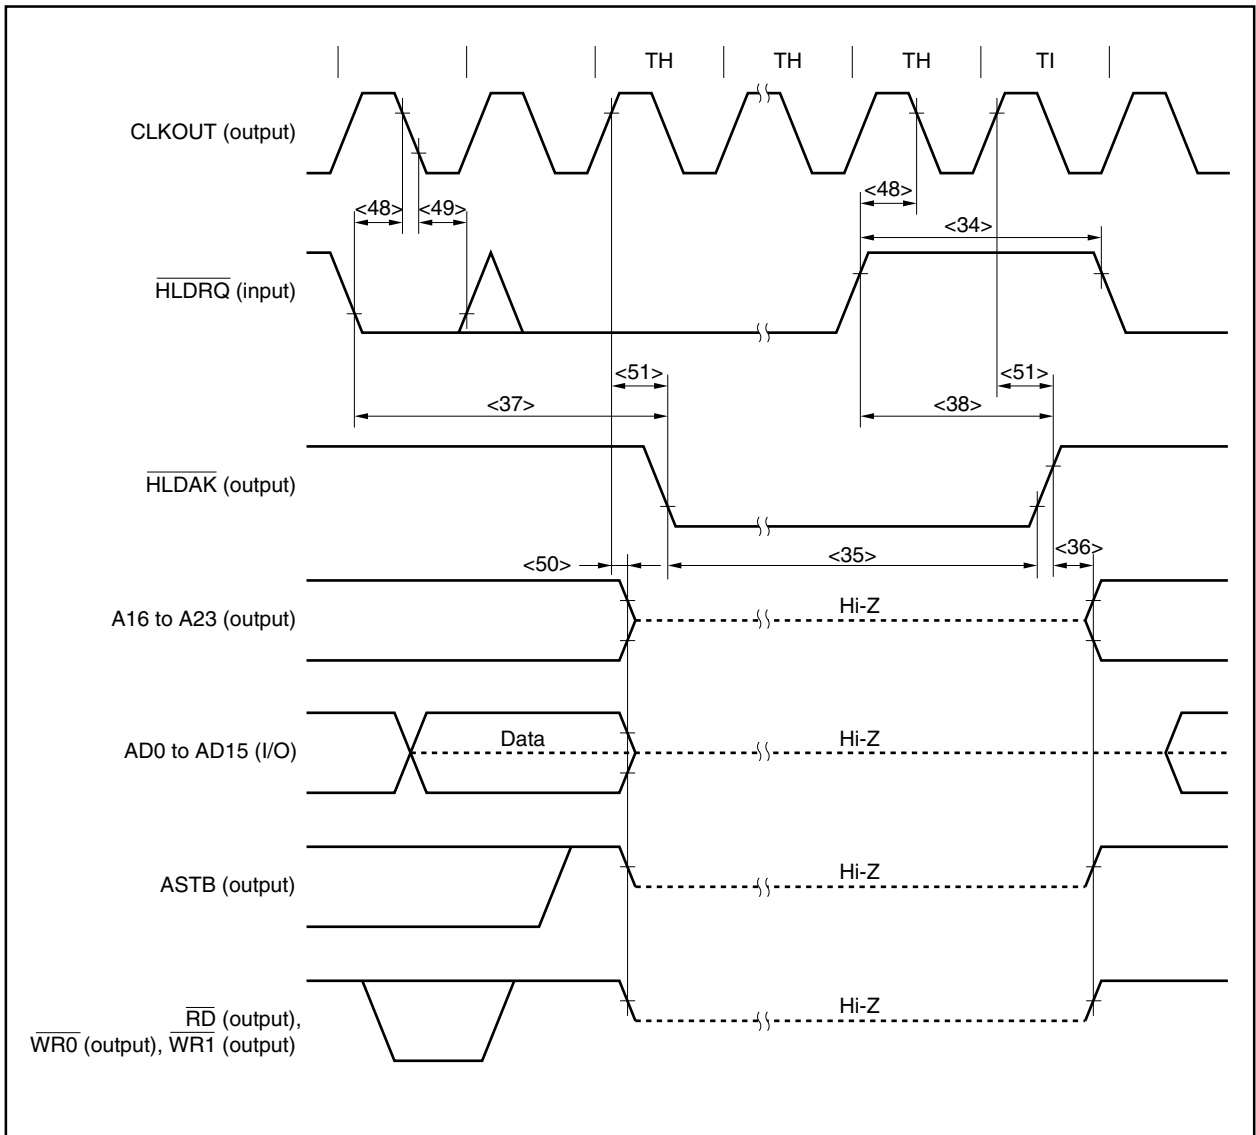 TH TH TH TI
CLKOUT (output)
<48> <49> <48>
<34>
HLDRQ (input)
<51> <51>
<37> <38>
HLDAK (output)
<50> <35> <36>
A16 to A23 (output) Hi-Z
AD0 to AD15 (I/O) Data Hi-Z
ASTB (output) Hi-Z
Hi-Z
RD (output),
WR0 (output), WR1 (output)